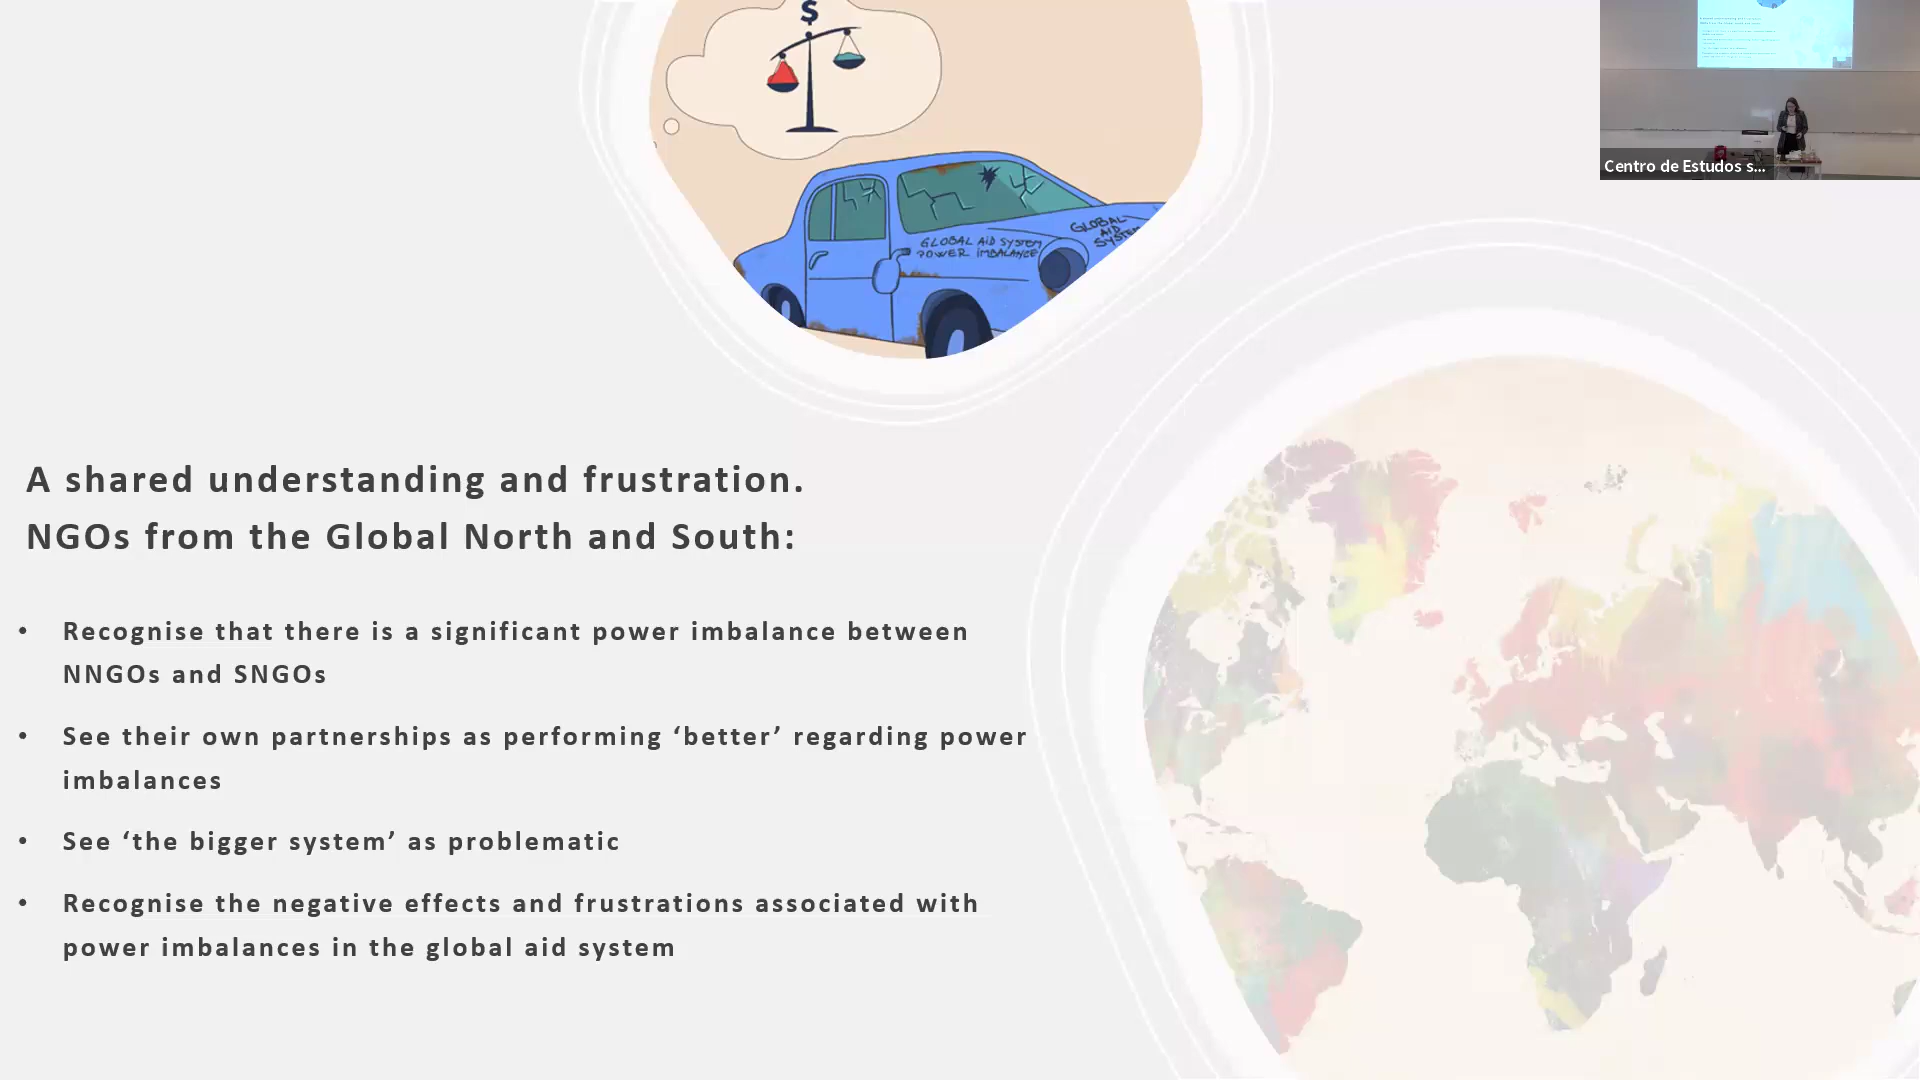 $
GLOBAL AID SYSTEM
POWER IMBALANCE
GLOBAL
AID
SYSTEM
Centro de Estudos s...
A shared understanding and frustration.
NGOs from the Global North and South:
• Recognise that there is a significant power imbalance between
NNGOs and SNGOs
• See their own partnerships as performing ‘better’ regarding power
imbalances
• See ‘the bigger system’ as problematic
• Recognise the negative effects and frustrations associated with
power imbalances in the global aid system